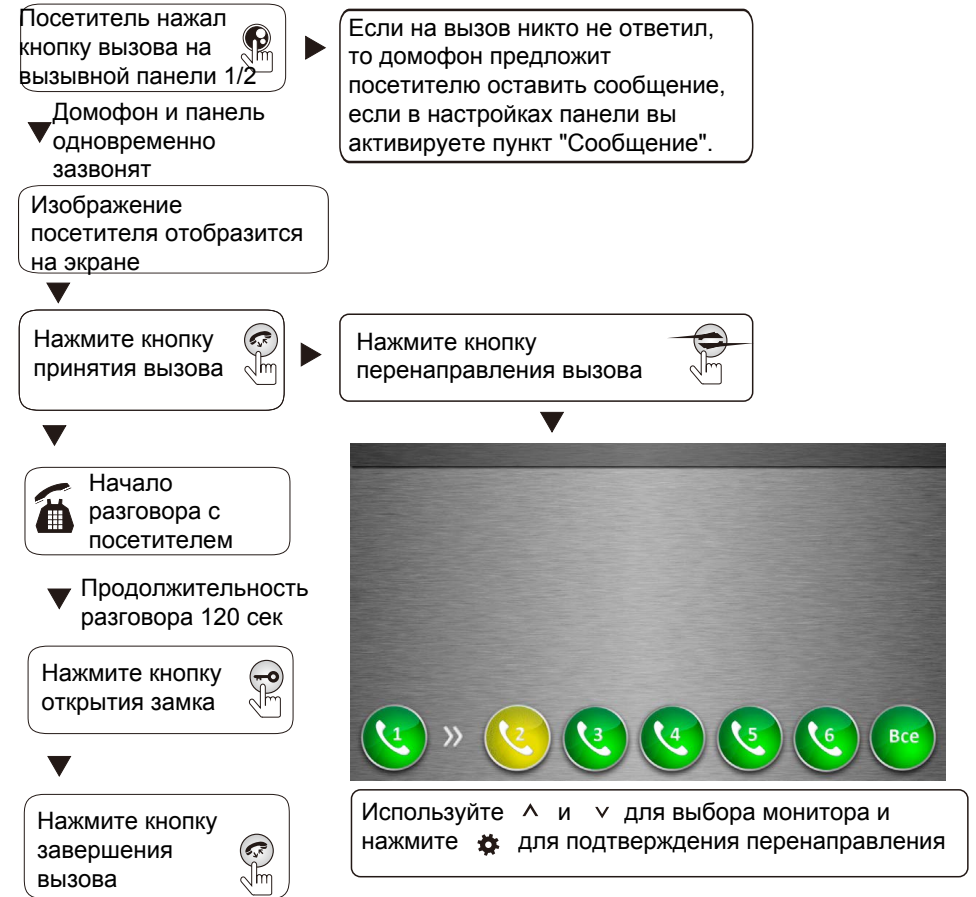 Посетитель нажал
кнопку вызова на
вызывной панели 1/2
Если на вызов никто не ответил,
то домофон предложит
посетителю оставить сообщение,
если в настройках панели вы
активируете пункт "Сообщение".
Домофон и панель
одновременно
зазвонят
Изображение
посетителя отобразится
на экране
Нажмите кнопку
принятия вызова
Нажмите кнопку
перенаправления вызова
Начало
разговора с
посетителем
Продолжительность
разговора 120 сек
Нажмите кнопку
открытия замка
Нажмите кнопку
завершения
вызова
1 » 2 3 4 5 6 Все
Используйте ^ и v для выбора монитора и
нажмите для подтверждения перенаправления